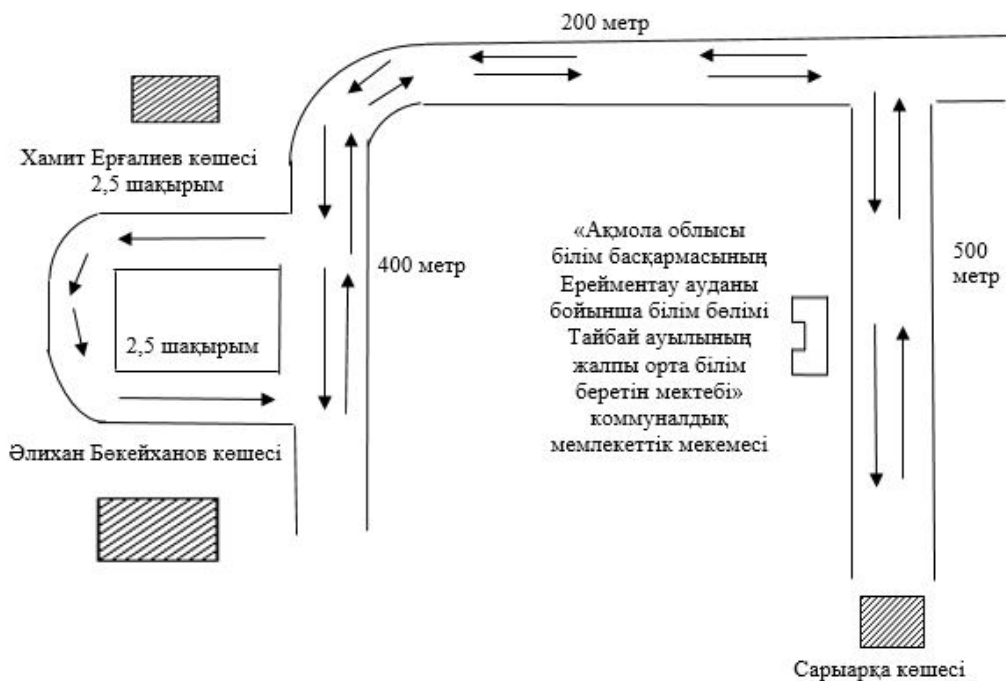 200 метр
Хамит Ерғалиев көшесі
2,5 шақырым
400 метр
2,5 шақырым
Әлихан Бөкейханов көшесі
«Ақмола облысы
білім басқармасының
Ерейментау ауданы
бойынша білім бөлімі
Тайбай ауылының
жалпы орта білім
беретін мектебі»
коммуналдық
мемлекеттік мекемесі
500
метр
Сарыарқа көшесі